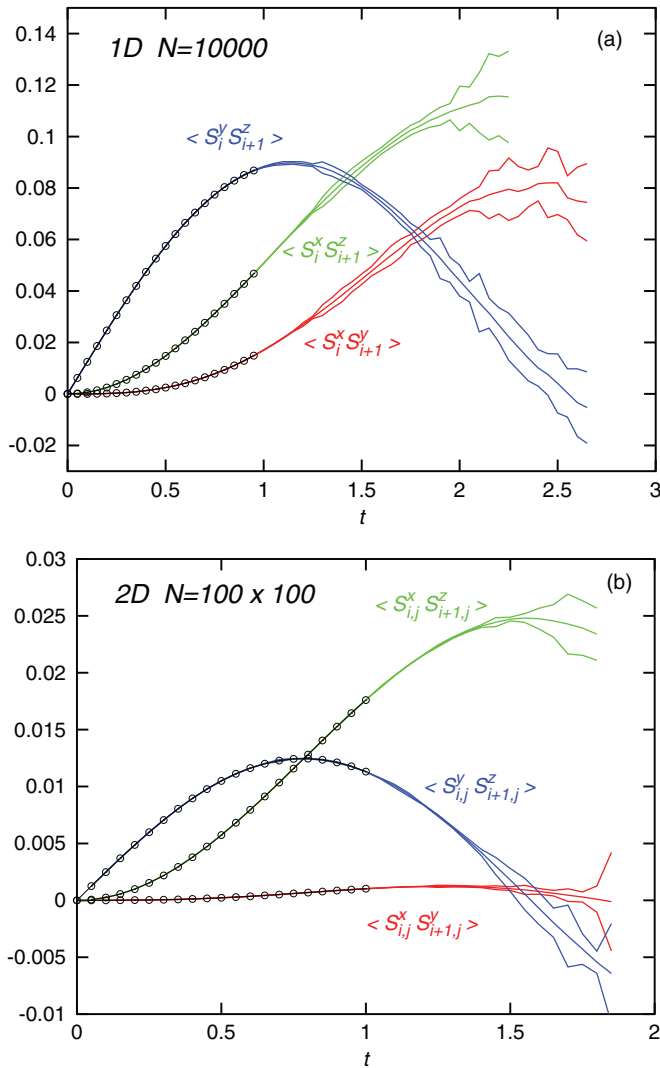 0.14
0.12
0.1
0.08
0.06
0.04
0.02
0
-0.02
1D N=10000
(a)
< S_i^y S_{i+1}^z >
< S_i^x S_{i+1}^z >
< S_i^x S_{i+1}^y >
0 0.5 1 1.5 2 2.5 3
t
0.03
0.025
0.02
0.015
0.01
0.005
0
-0.005
-0.01
2D N=100 x 100
(b)
< S_{i,j}^x S_{i+1,j}^z >
< S_{i,j}^y S_{i+1,j}^z >
< S_{i,j}^x S_{i+1,j}^y >
0 0.5 1 1.5 2
t